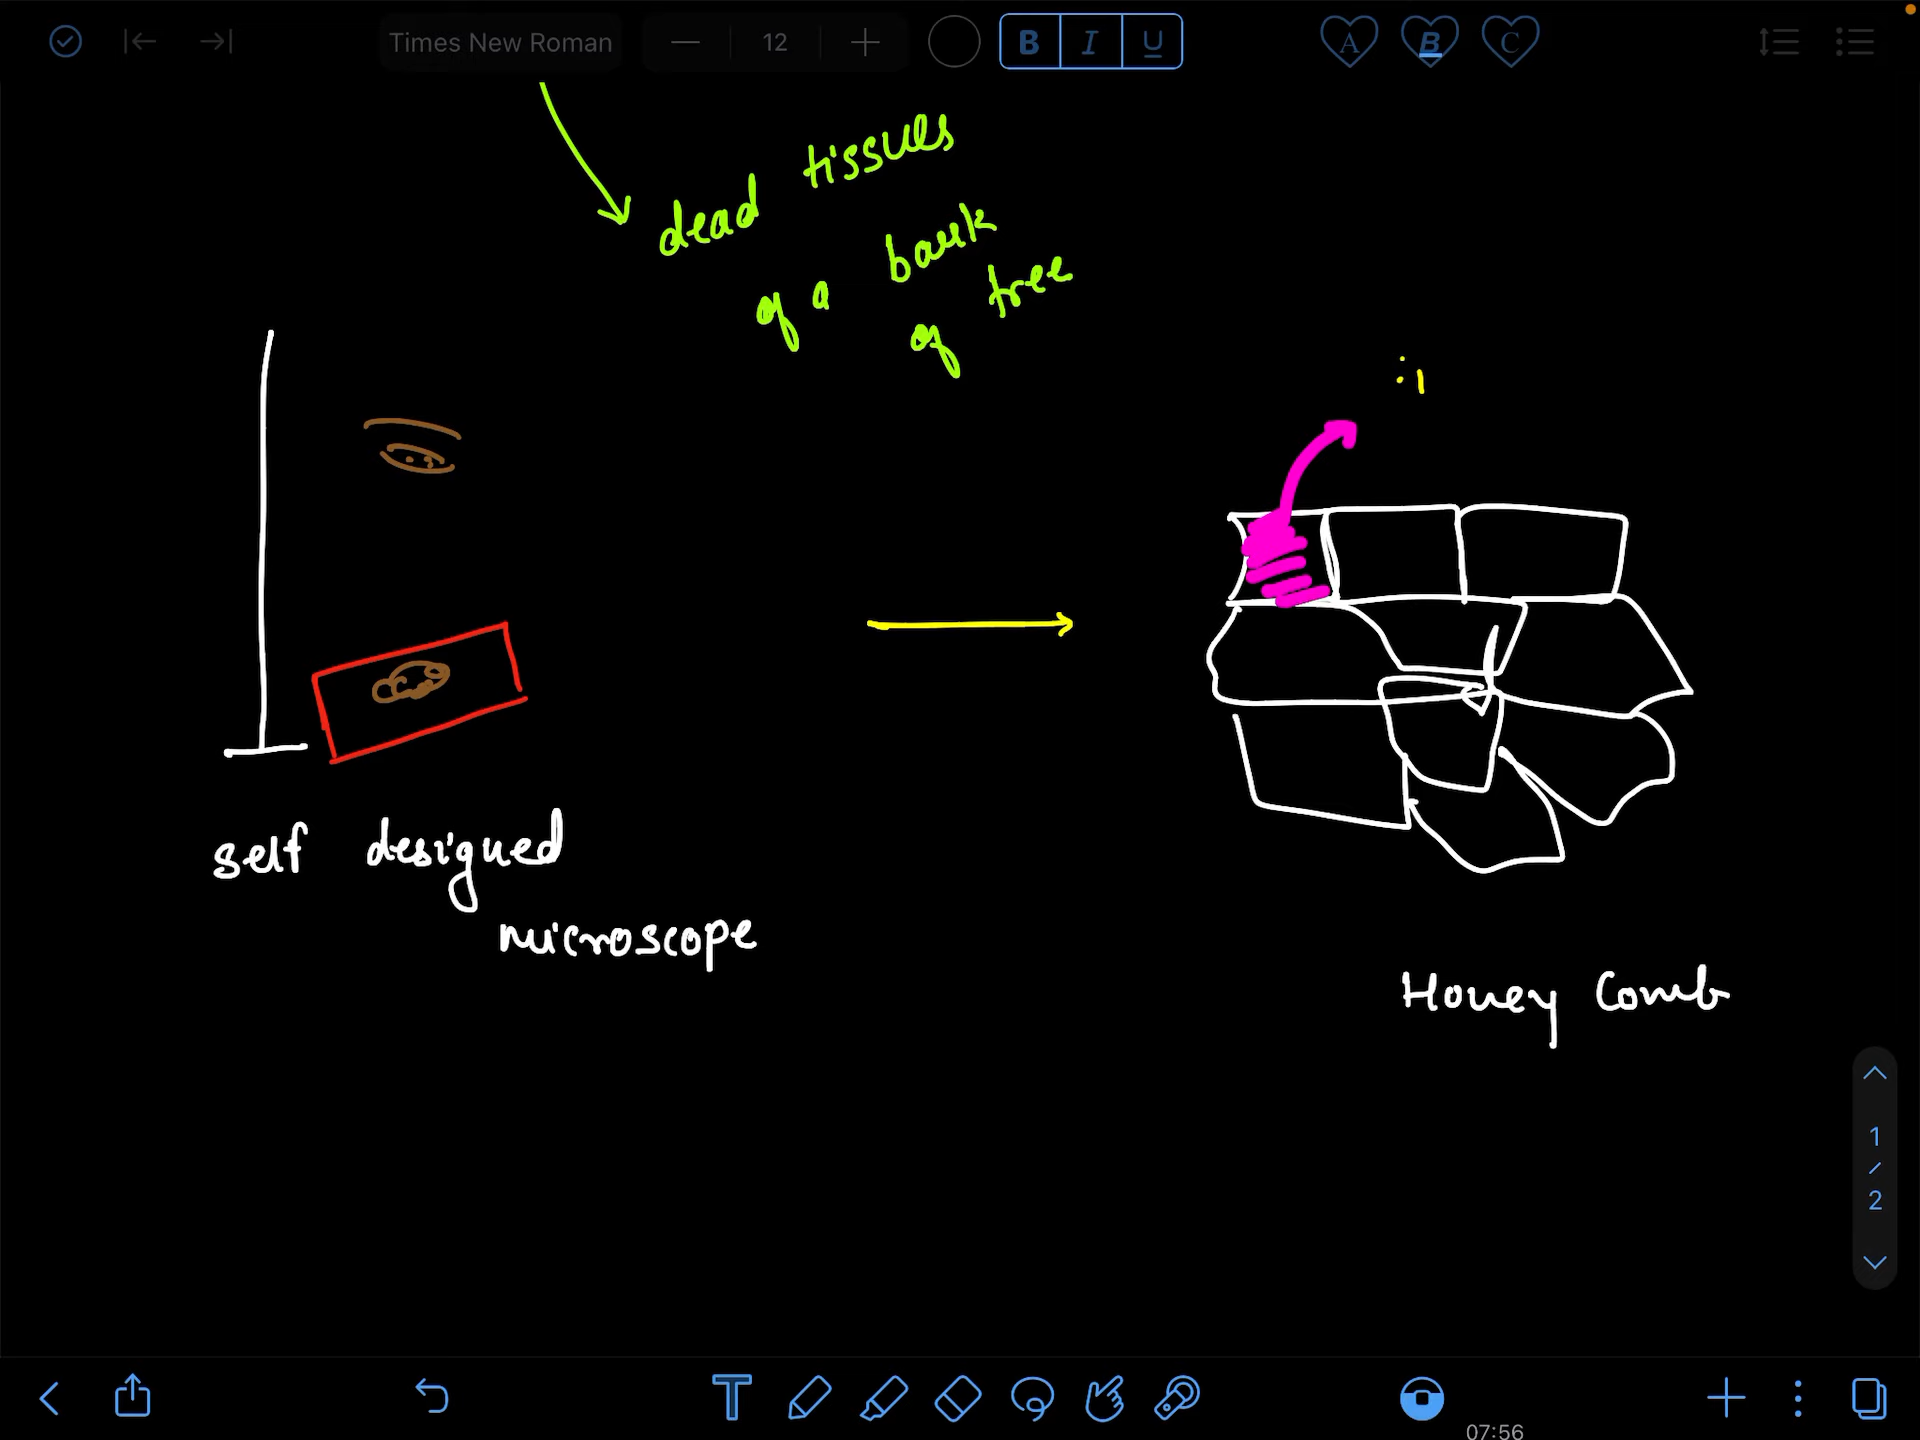 Times New Roman 12 B I U A B C
dead tissues
of a bark
of tree
self designed
microscope
Honey Comb
1
/
2
07:56